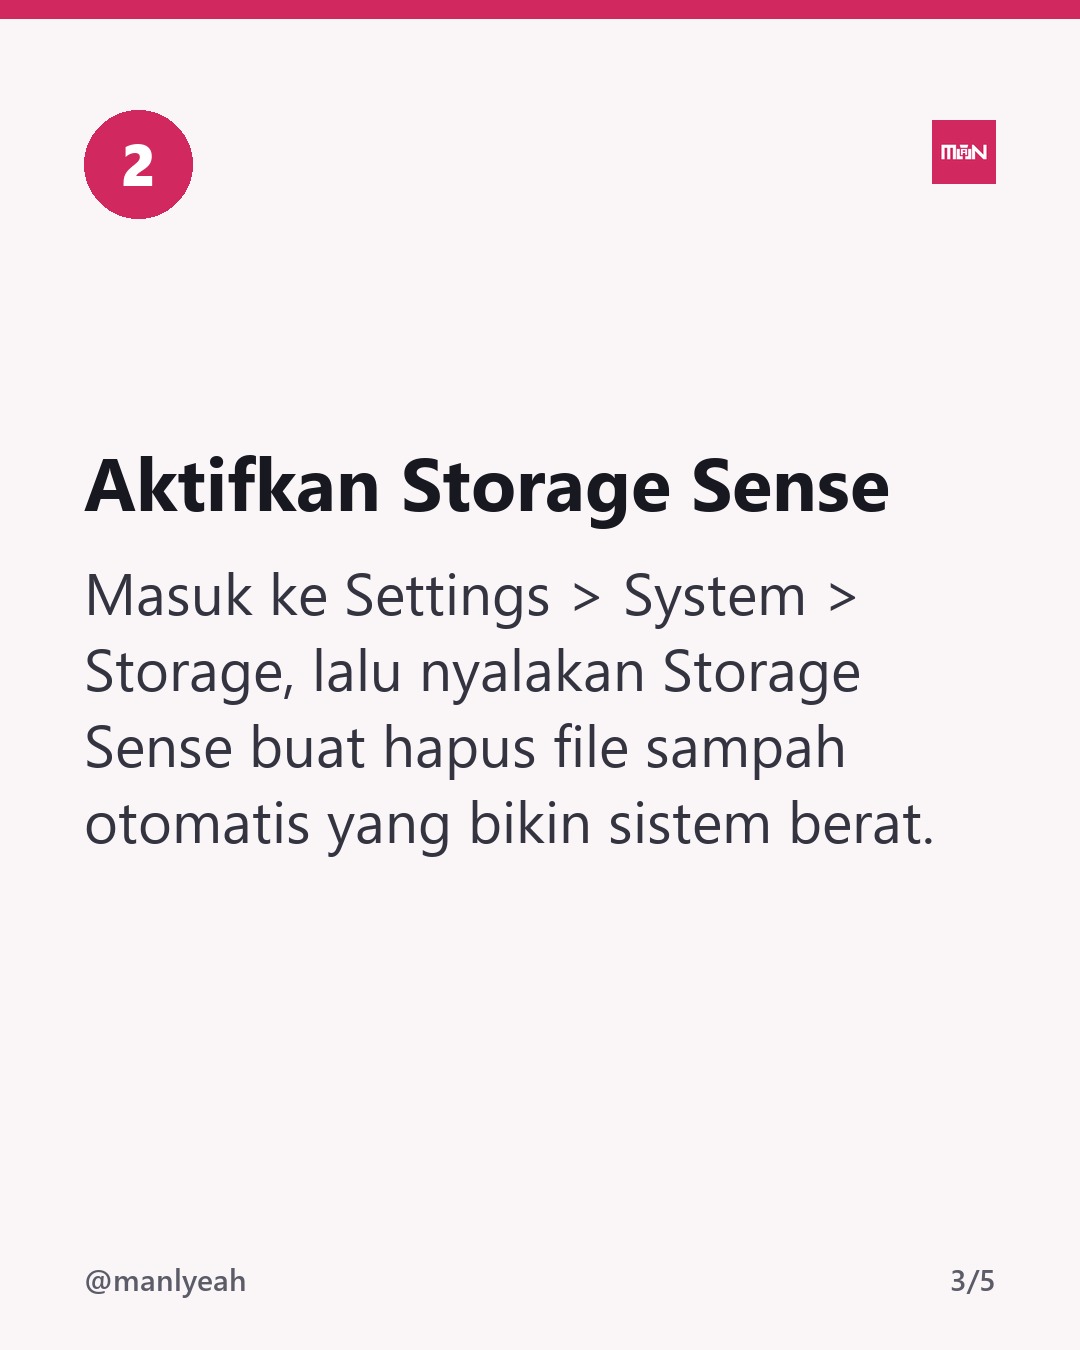 2
MAN
Aktifkan Storage Sense
Masuk ke Settings > System >
Storage, lalu nyalakan Storage
Sense buat hapus file sampah
otomatis yang bikin sistem berat.
@manlyeah
3/5